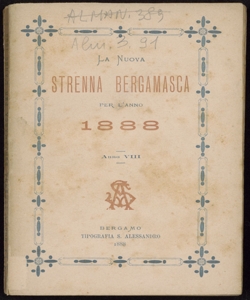 ALMAN. 383
La Nuova
STRENNA BERGAMASCA
PER L'ANNO
1888
Anno VIII
BERGAMO
TIPOGRAFIA S. ALESSANDRO